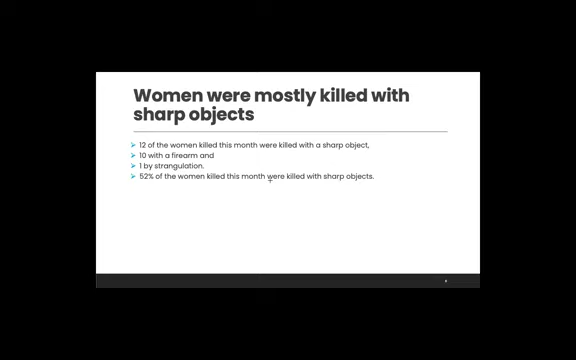 Women were mostly killed with
sharp objects
12 of the women killed this month were killed with a sharp object,
10 with a firearm and
1 by strangulation.
52% of the women killed this month were killed with sharp objects.